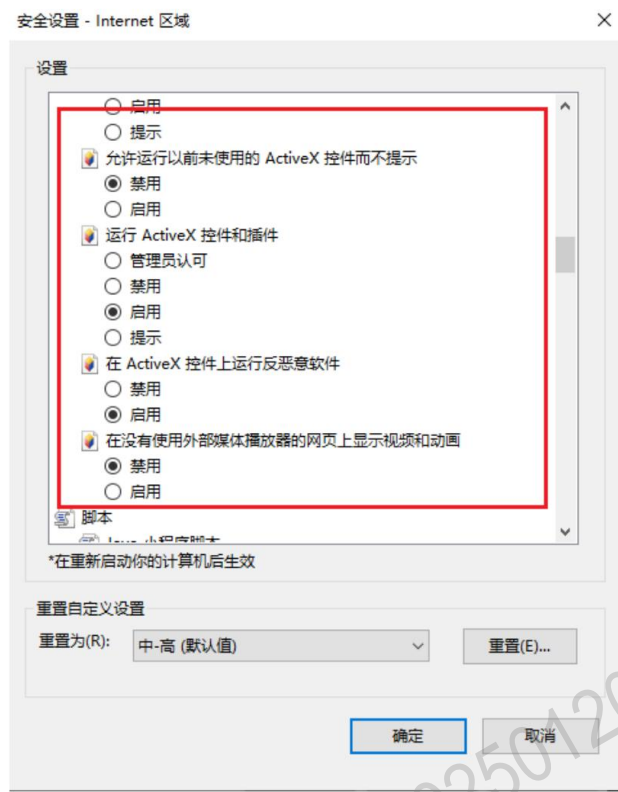 安全设置 - Internet 区域
设置
启用
提示
允许运行以前未使用的 ActiveX 控件而不提示
禁用
启用
运行 ActiveX 控件和插件
管理员认可
禁用
启用
提示
在 ActiveX 控件上运行反恶意软件
禁用
启用
在没有使用外部媒体播放器的网页上显示视频和动画
禁用
启用
脚本
Java 小程序脚本
*在重新启动你的计算机后生效
重置自定义设置
重置为(R):
中-高 (默认值)
重置(E)...
确定
取消